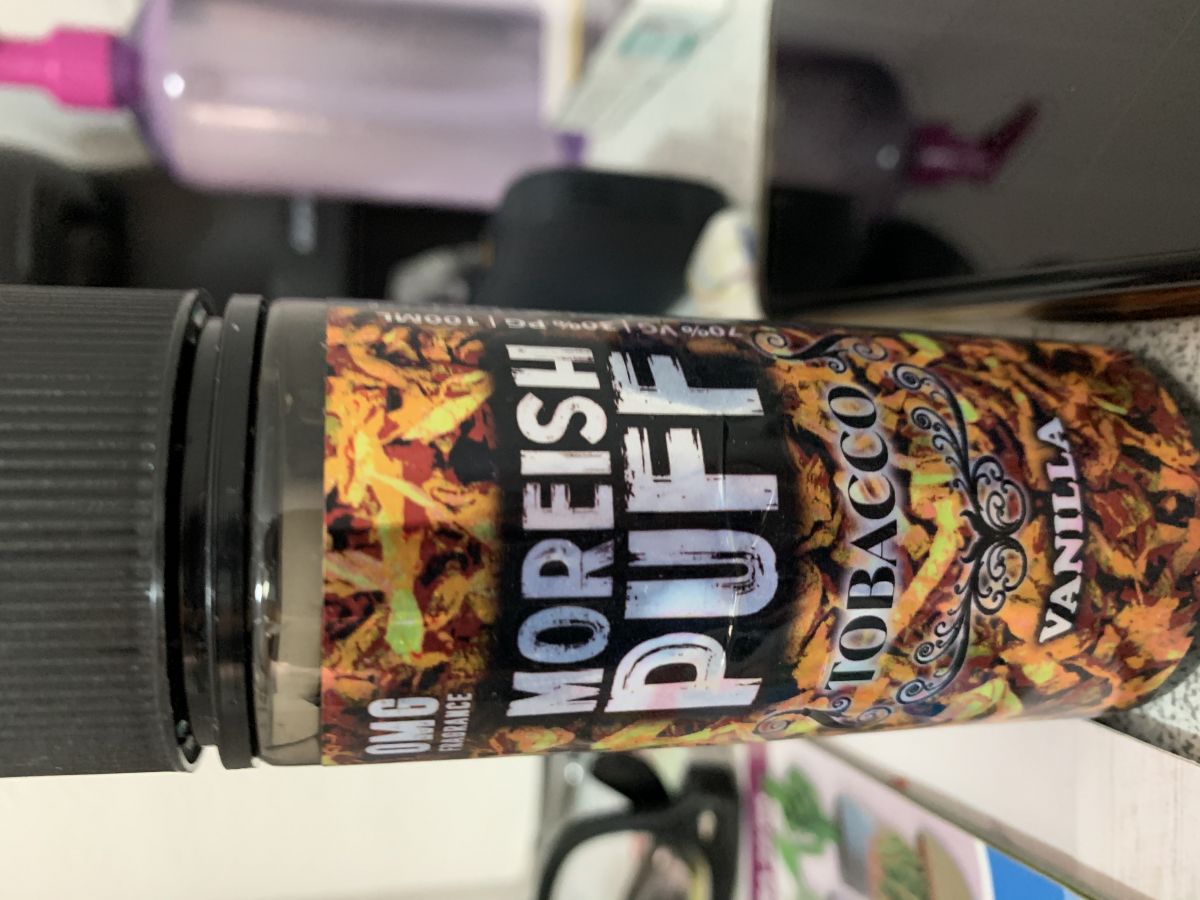 70% VG | 30% PG | 100ML
0MG
FRAGRANCE
MOREISH
PUFF
TOBACCO
VANILLA